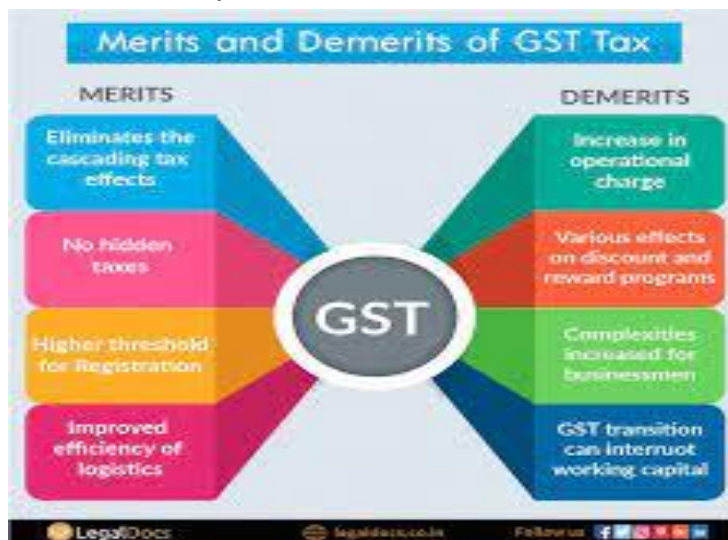 Merits and Demerits of GST Tax
MERITS
Eliminates the
cascading tax
effects
No hidden
taxes
Higher threshold
for Registration
Improved
efficiency of
logistics
GST
DEMERITS
Increase in
operational
charge
Various effects
on discount and
reward programs
Complexities
increased for
businessmen
GST transition
can interruot
working capital
LegalDocs
legaldocs.co.in
Follow us